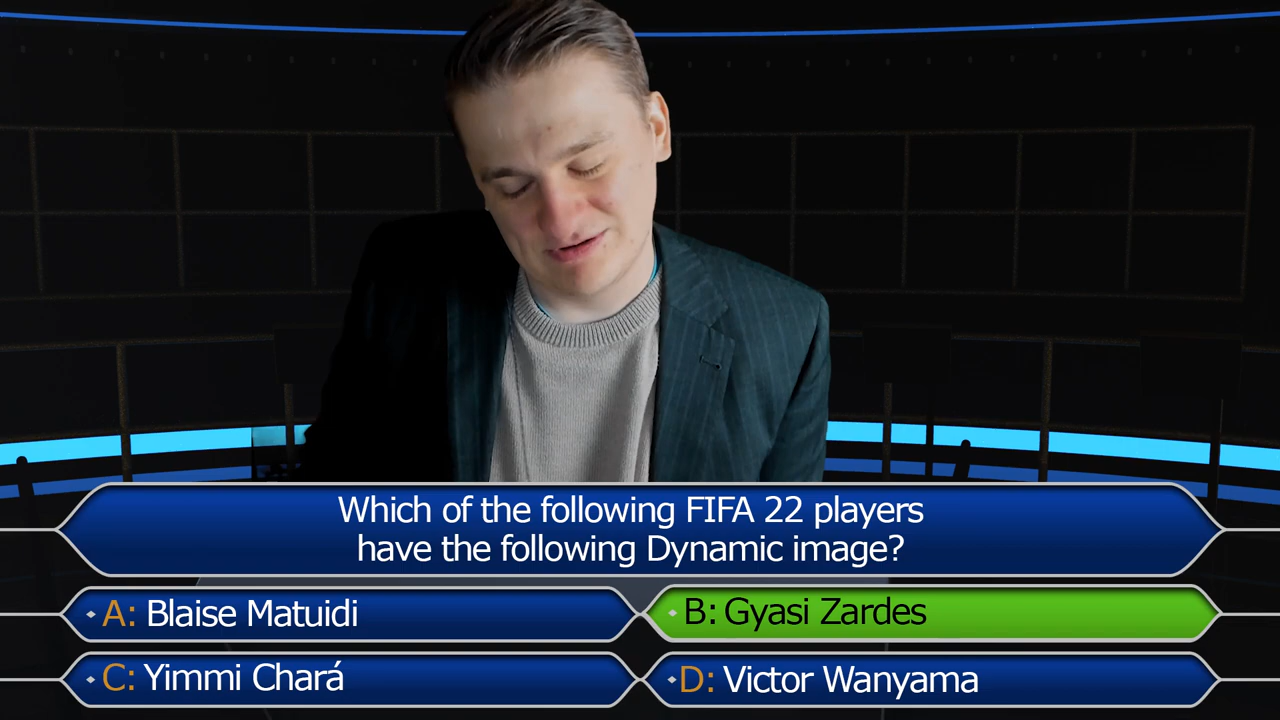 Which of the following FIFA 22 players
have the following Dynamic image?
A: Blaise Matuidi
B: Gyasi Zardes
C: Yimmi Chará
D: Victor Wanyama